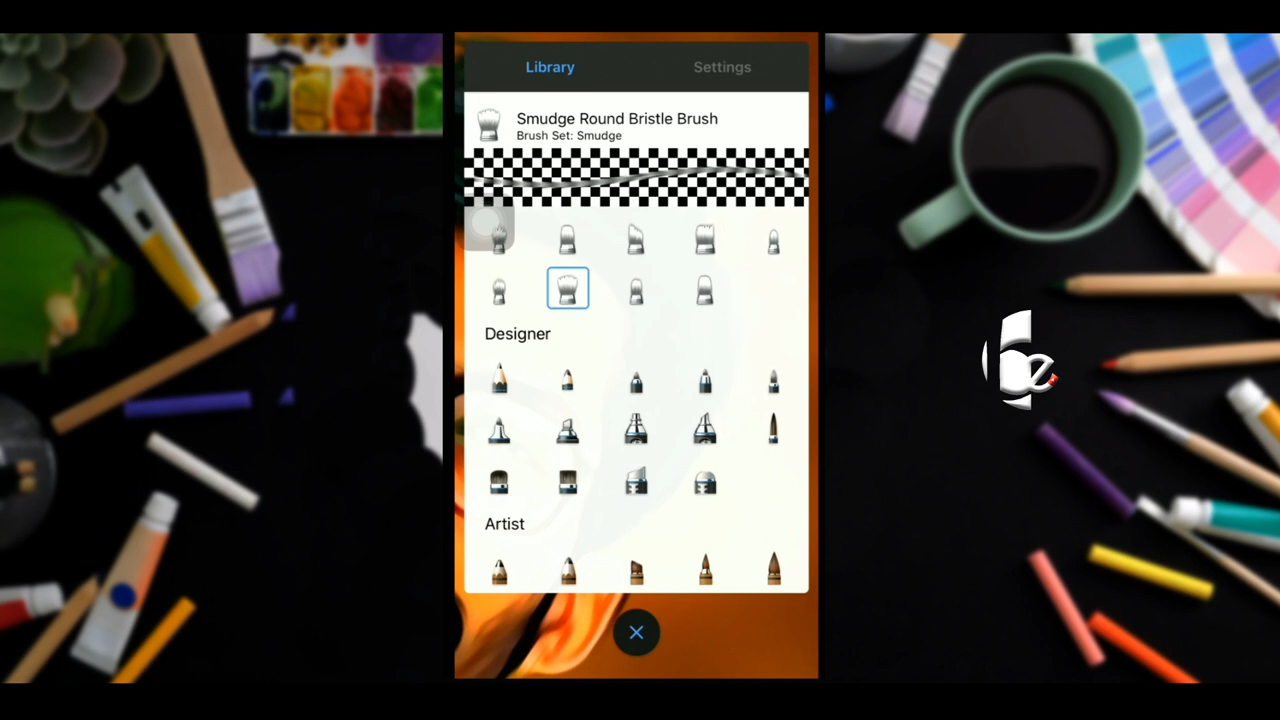 Library
Settings
Smudge Round Bristle Brush
Brush Set: Smudge
Designer
Artist